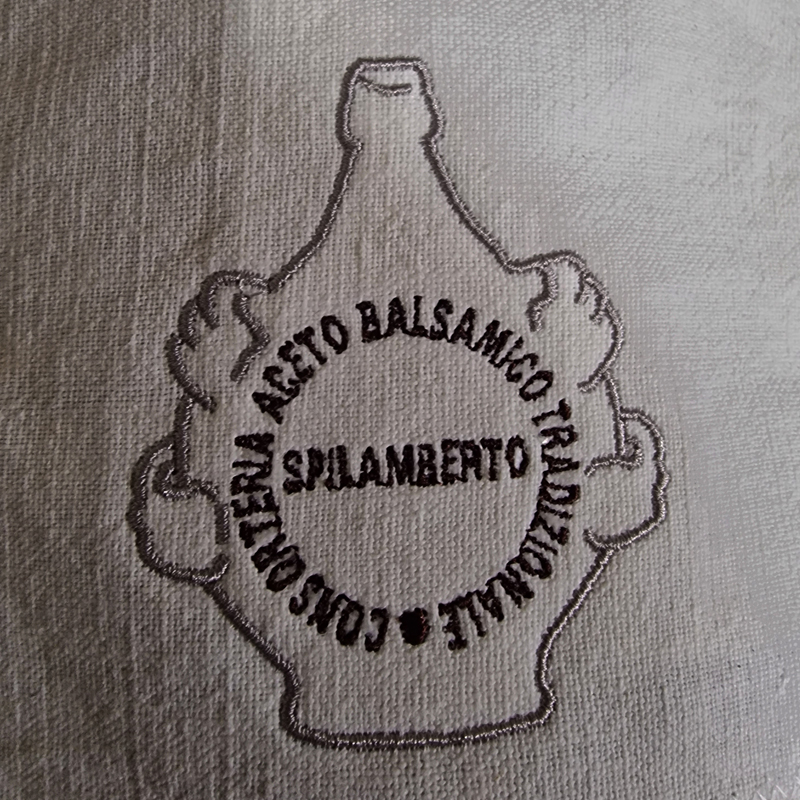 CONSORTERIA ACETO BALSAMICO TRADIZIONALE
SPILAMBERTO